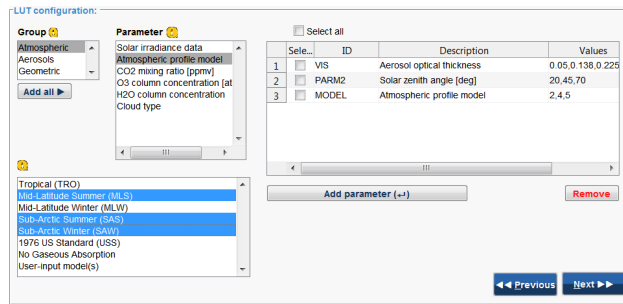 LUT configuration:
Group
Atmospheric
Aerosols
Geometric
Add all
Parameter
Solar irradiance data
Atmospheric profile model
CO2 mixing ratio [ppmv]
O3 column concentration [at
H2O column concentration
Cloud type
Select all
Sele... ID Description Values
1 VIS Aerosol optical thickness 0.05,0.138,0.225
2 PARM2 Solar zenith angle [deg] 20,45,70
3 MODEL Atmospheric profile model 2,4,5
Tropical (TRO)
Mid-Latitude Summer (MLS)
Mid-Latitude Winter (MLW)
Sub-Arctic Summer (SAS)
Sub-Arctic Winter (SAW)
1976 US Standard (USS)
No Gaseous Absorption
User-input model(s)
Add parameter (↵)
Remove
Previous
Next